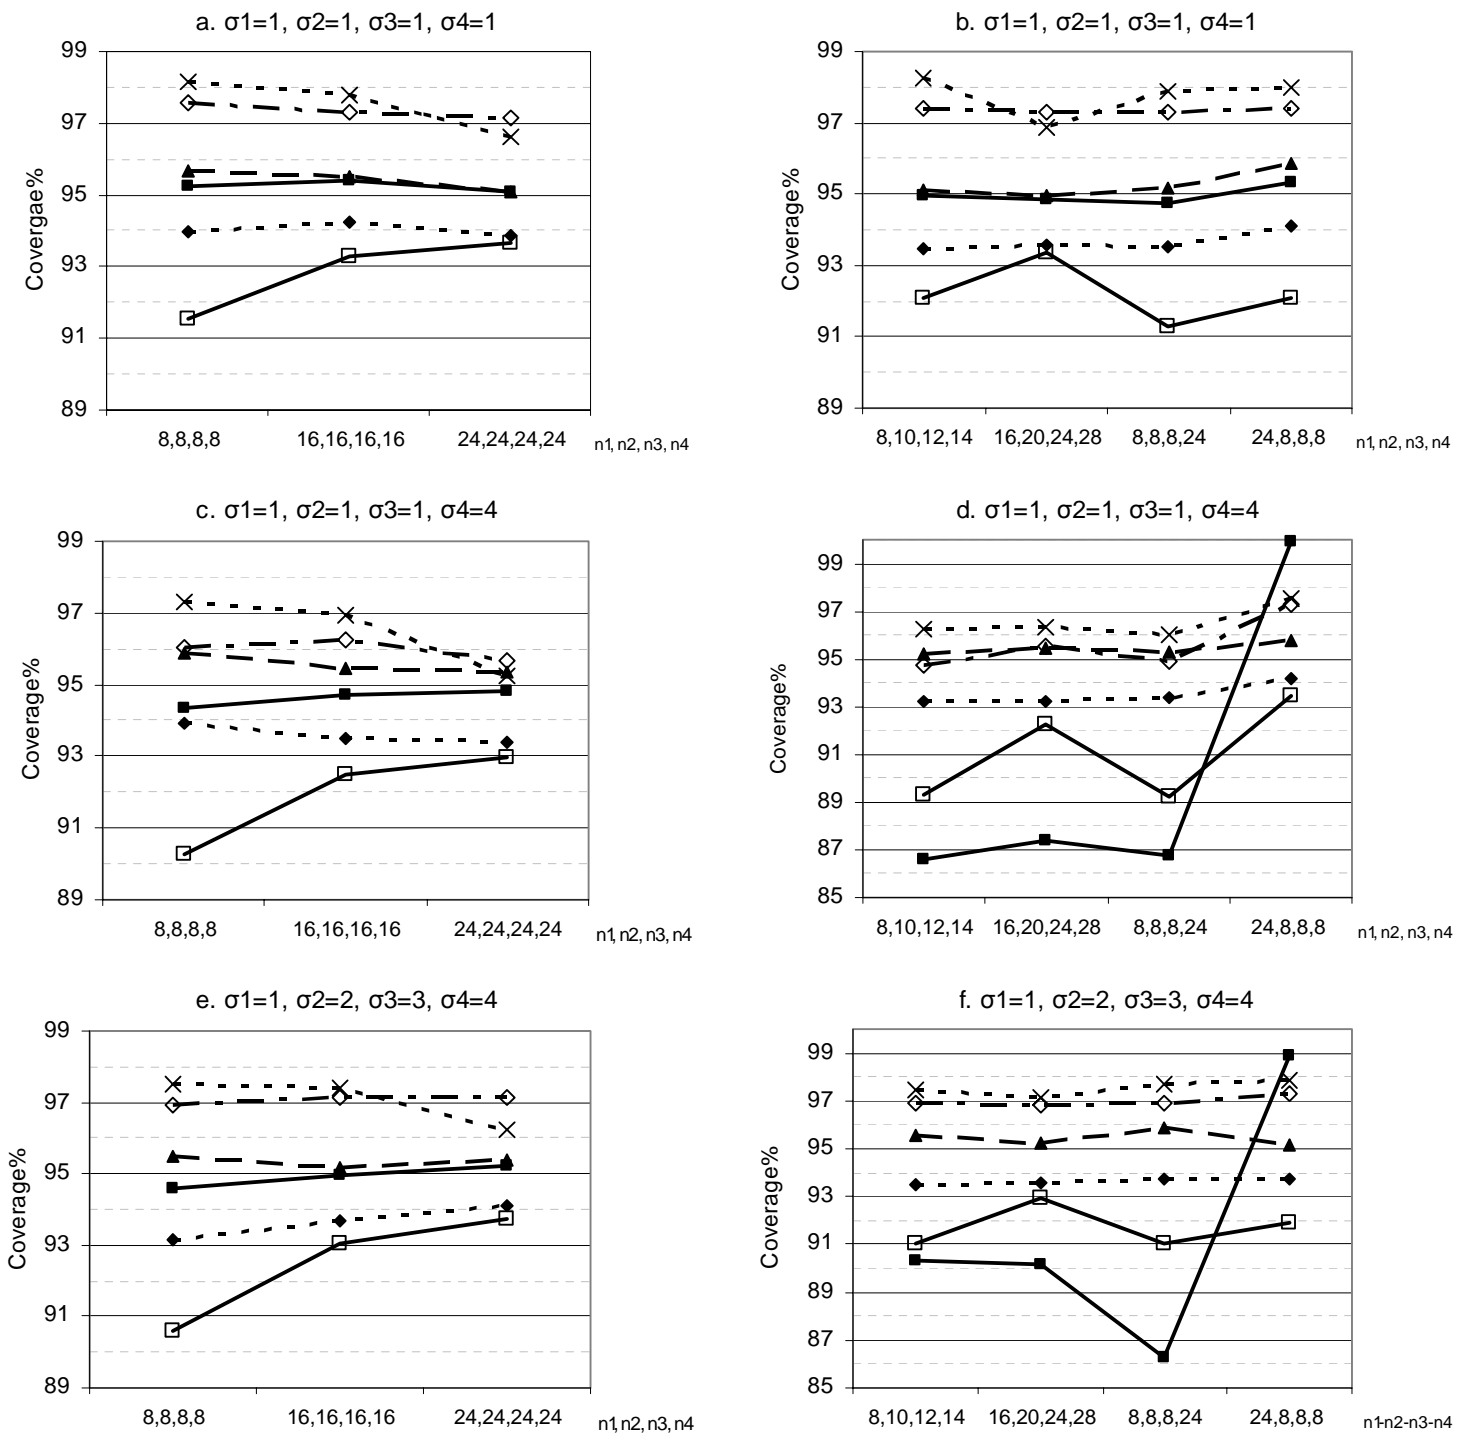 a. σ1=1, σ2=1, σ3=1, σ4=1
99
97
95
93
91
89
Covergae%
8,8,8,8 16,16,16,16 24,24,24,24 n1, n2, n3, n4
b. σ1=1, σ2=1, σ3=1, σ4=1
99
97
95
93
91
89
Coverage%
8,10,12,14 16,20,24,28 8,8,8,24 24,8,8,8 n1, n2, n3, n4
c. σ1=1, σ2=1, σ3=1, σ4=4
99
97
95
93
91
89
Coverage%
8,8,8,8 16,16,16,16 24,24,24,24 n1, n2, n3, n4
d. σ1=1, σ2=1, σ3=1, σ4=4
99
97
95
93
91
89
87
85
Coverage%
8,10,12,14 16,20,24,28 8,8,8,24 24,8,8,8 n1, n2, n3, n4
e. σ1=1, σ2=2, σ3=3, σ4=4
99
97
95
93
91
89
Coverage%
8,8,8,8 16,16,16,16 24,24,24,24 n1, n2, n3, n4
f. σ1=1, σ2=2, σ3=3, σ4=4
99
97
95
93
91
89
87
85
Coverage%
8,10,12,14 16,20,24,28 8,8,8,24 24,8,8,8 n1-n2-n3-n4